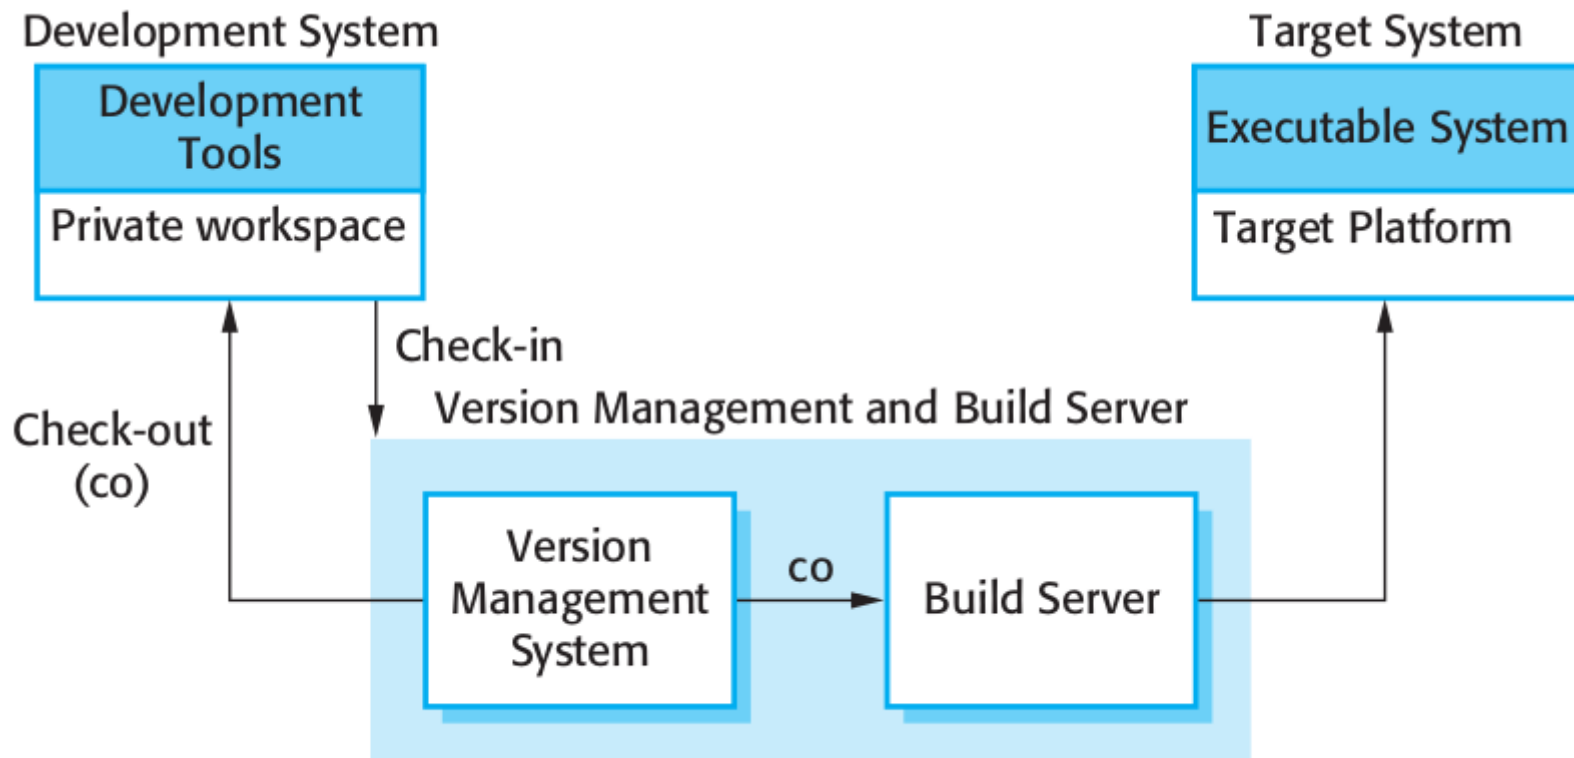 Development System
Development
Tools
Private workspace
Target System
Executable System
Target Platform
Check-in
Check-out
(co)
Version Management and Build Server
Version
Management
System
co
Build Server